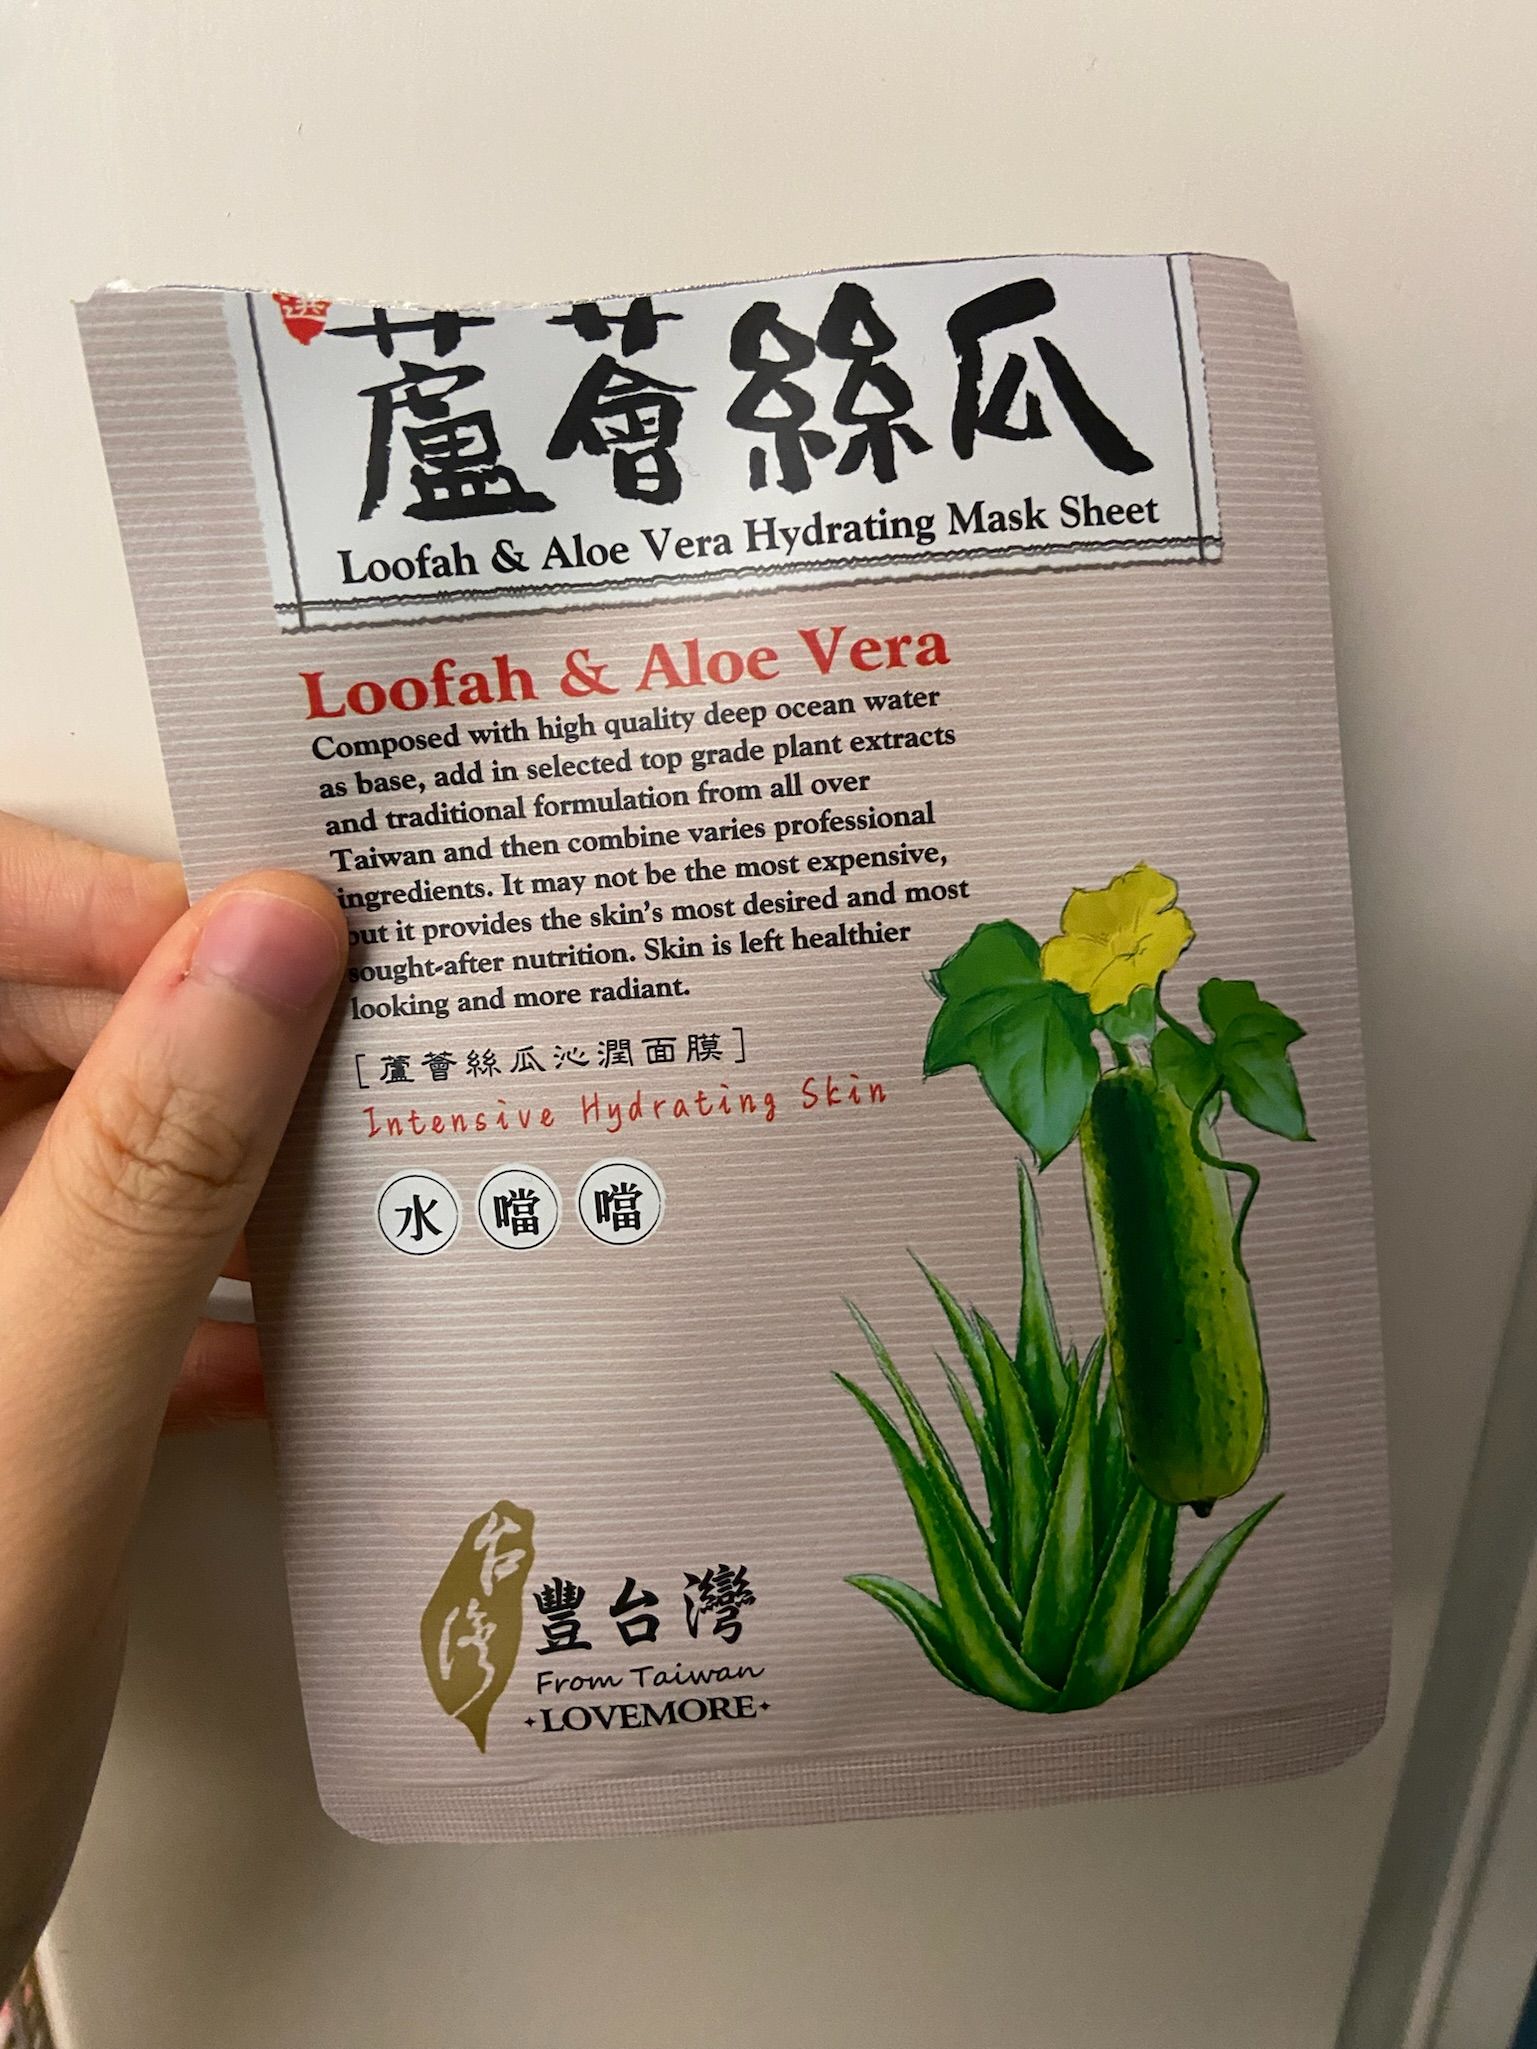 蘆薈絲瓜
Loofah & Aloe Vera Hydrating Mask Sheet
Loofah & Aloe Vera
Composed with high quality deep ocean water
as base, add in selected top grade plant extracts
and traditional formulation from all over
Taiwan and then combine varies professional
ingredients. It may not be the most expensive,
but it provides the skin's most desired and most
sought-after nutrition. Skin is left healthier
looking and more radiant.
[蘆薈絲瓜沁潤面膜]
Intensive Hydrating Skin
水噹噹
台灣
豐台灣
From Taiwan
LOVEMORE